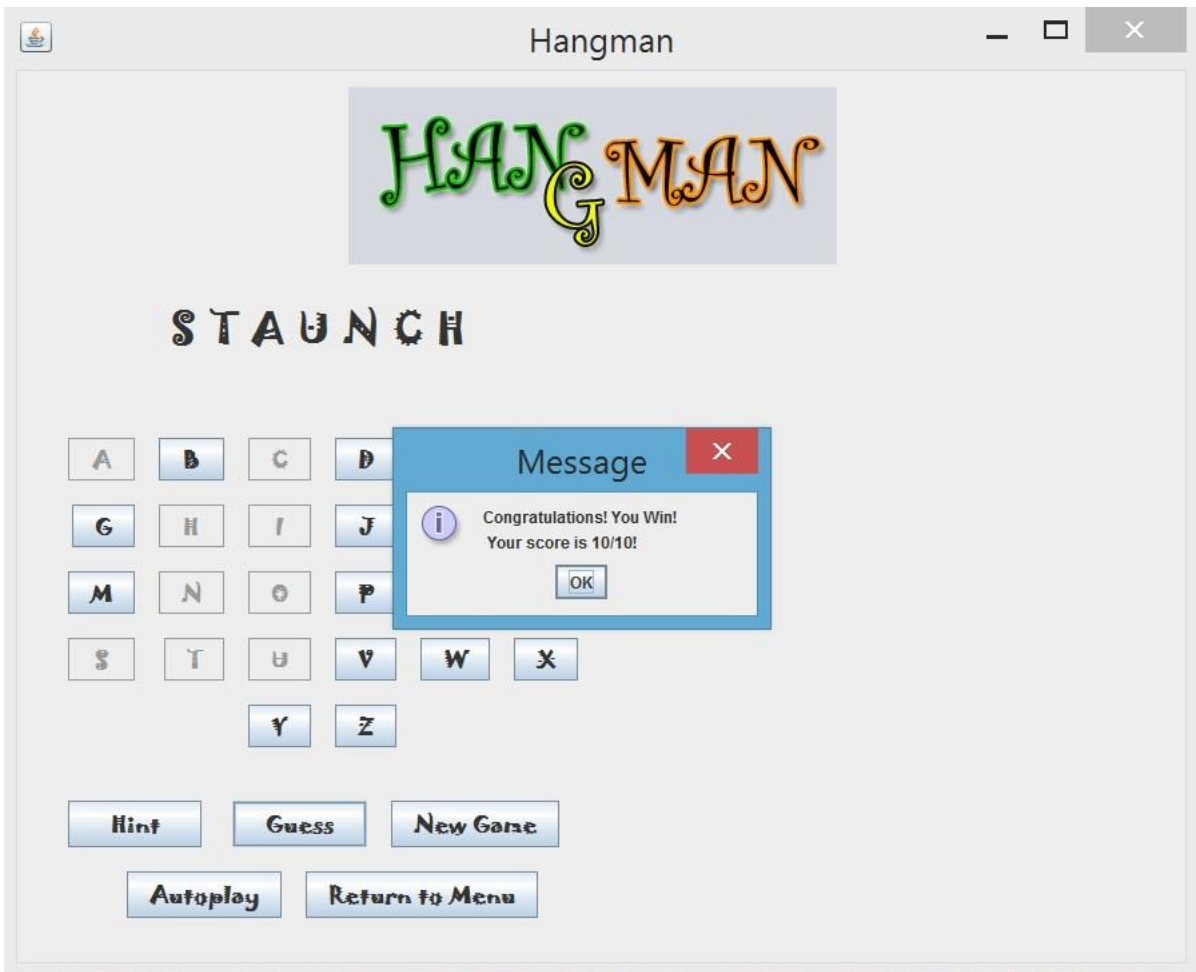 Hangman
HANGMAN
S T A U N C H
A B C D
Message
Congratulations! You Win!
Your score is 10/10!
OK
G H I J
M N O P
S T U V W X
Y Z
Hint Guess New Game
Autoplay Return to Menu